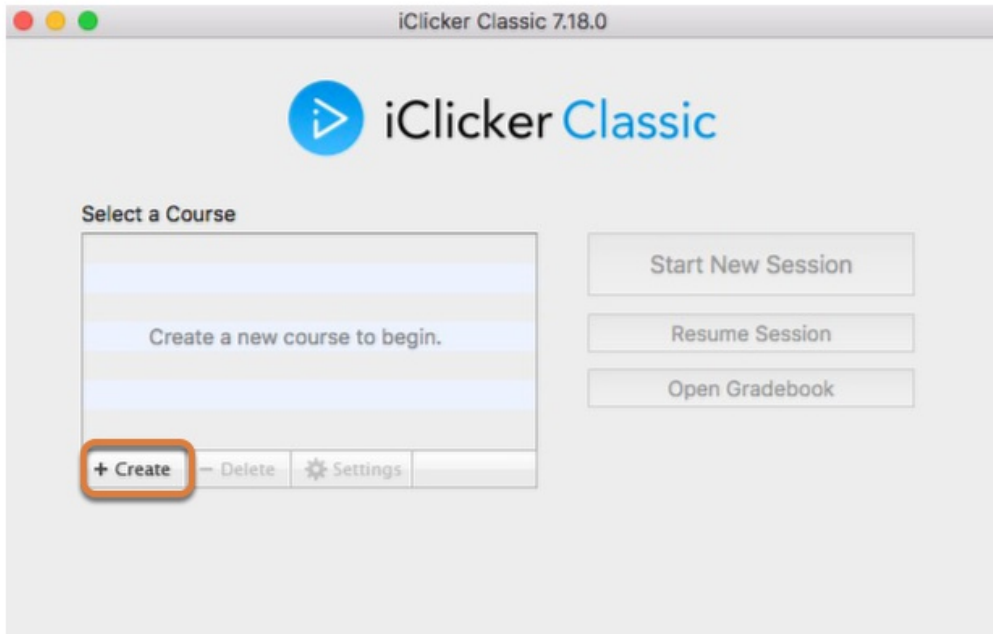 iClicker Classic 7.18.0
iClicker Classic
Select a Course
Create a new course to begin.
+ Create
− Delete
Settings
Start New Session
Resume Session
Open Gradebook